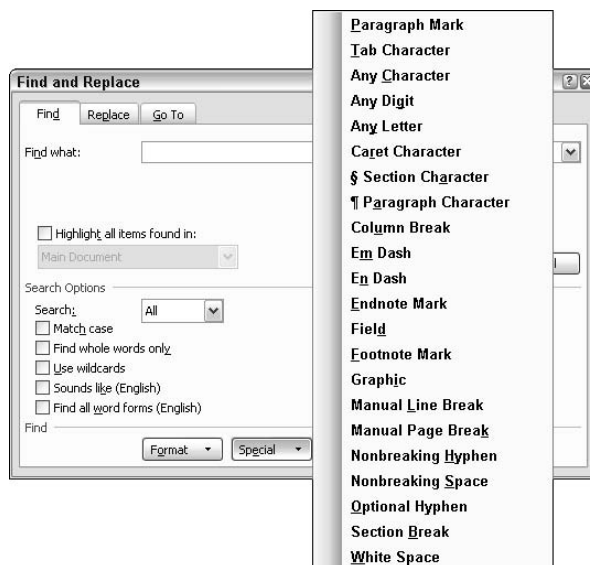 Find and Replace
Find
Replace
Go To
Find what:
Highlight all items found in:
Main Document
Search Options
Search:
All
Match case
Find whole words only
Use wildcards
Sounds like (English)
Find all word forms (English)
Find
Format
Special
Paragraph Mark
Tab Character
Any Character
Any Digit
Any Letter
Caret Character
§ Section Character
¶ Paragraph Character
Column Break
Em Dash
En Dash
Endnote Mark
Field
Footnote Mark
Graphic
Manual Line Break
Manual Page Break
Nonbreaking Hyphen
Nonbreaking Space
Optional Hyphen
Section Break
White Space